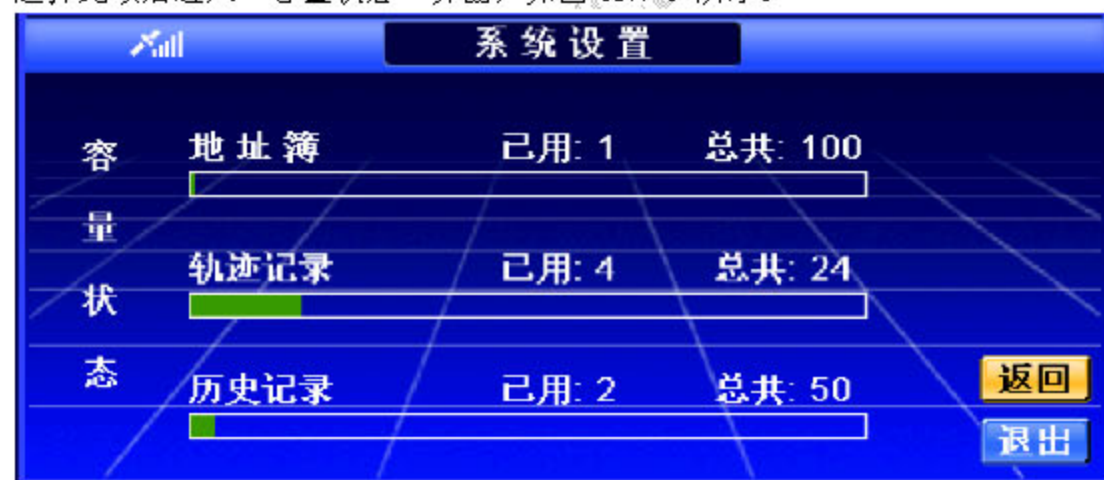 系统设置
容量状态
地址簿 已用: 1 总共: 100
轨迹记录 已用: 4 总共: 24
历史记录 已用: 2 总共: 50
返回
退出